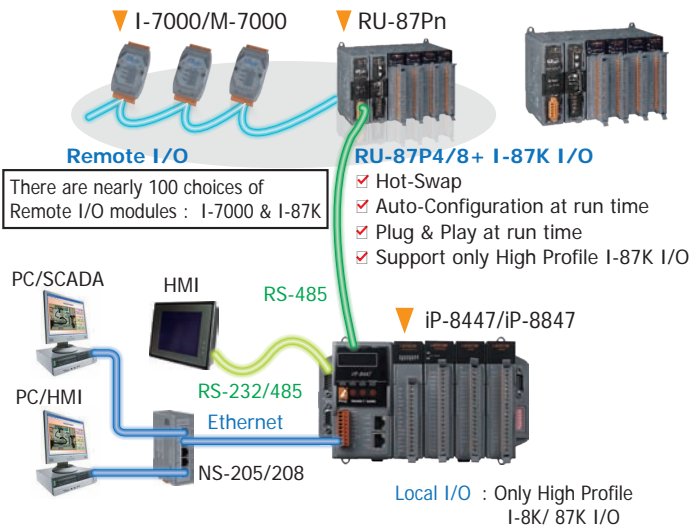 I-7000/M-7000
RU-87Pn
Remote I/O
There are nearly 100 choices of
Remote I/O modules : I-7000 & I-87K
RU-87P4/8+ I-87K I/O
Hot-Swap
Auto-Configuration at run time
Plug & Play at run time
Support only High Profile I-87K I/O
PC/SCADA
HMI
RS-485
iP-8447/iP-8847
iP-8447
RS-232/485
PC/HMI
Ethernet
NS-205/208
Local I/O : Only High Profile
I-8K/ 87K I/O